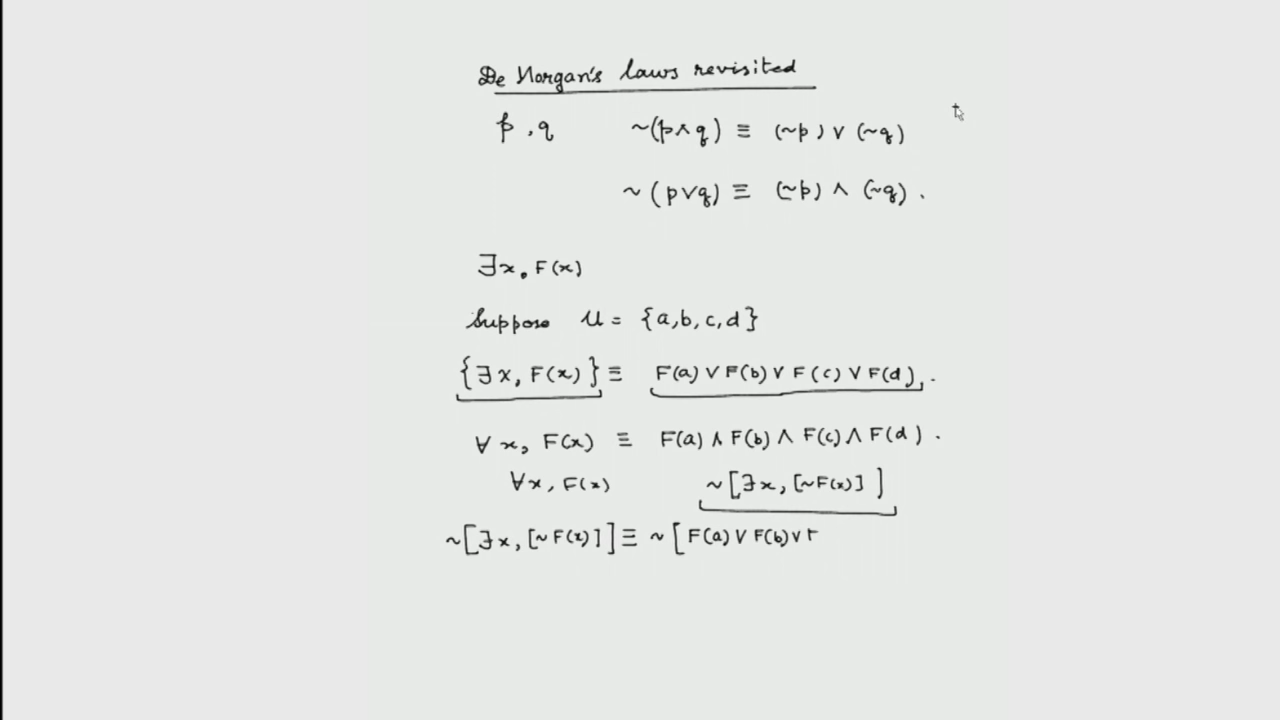 De Morgan's laws revisited
p, q ~(p∧q) ≡ (~p) ∨ (~q)
~(p∨q) ≡ (~p) ∧ (~q).
∃x, F(x)
Suppose U = {a,b,c,d}
{∃x, F(x)} ≡ F(a) ∨ F(b) ∨ F(c) ∨ F(d).
∀x, F(x) ≡ F(a) ∧ F(b) ∧ F(c) ∧ F(d).
∀x, F(x) ~[∃x, [~F(x)]]
~[∃x, [~F(x)]] ≡ ~[F(a) ∨ F(b) ∨